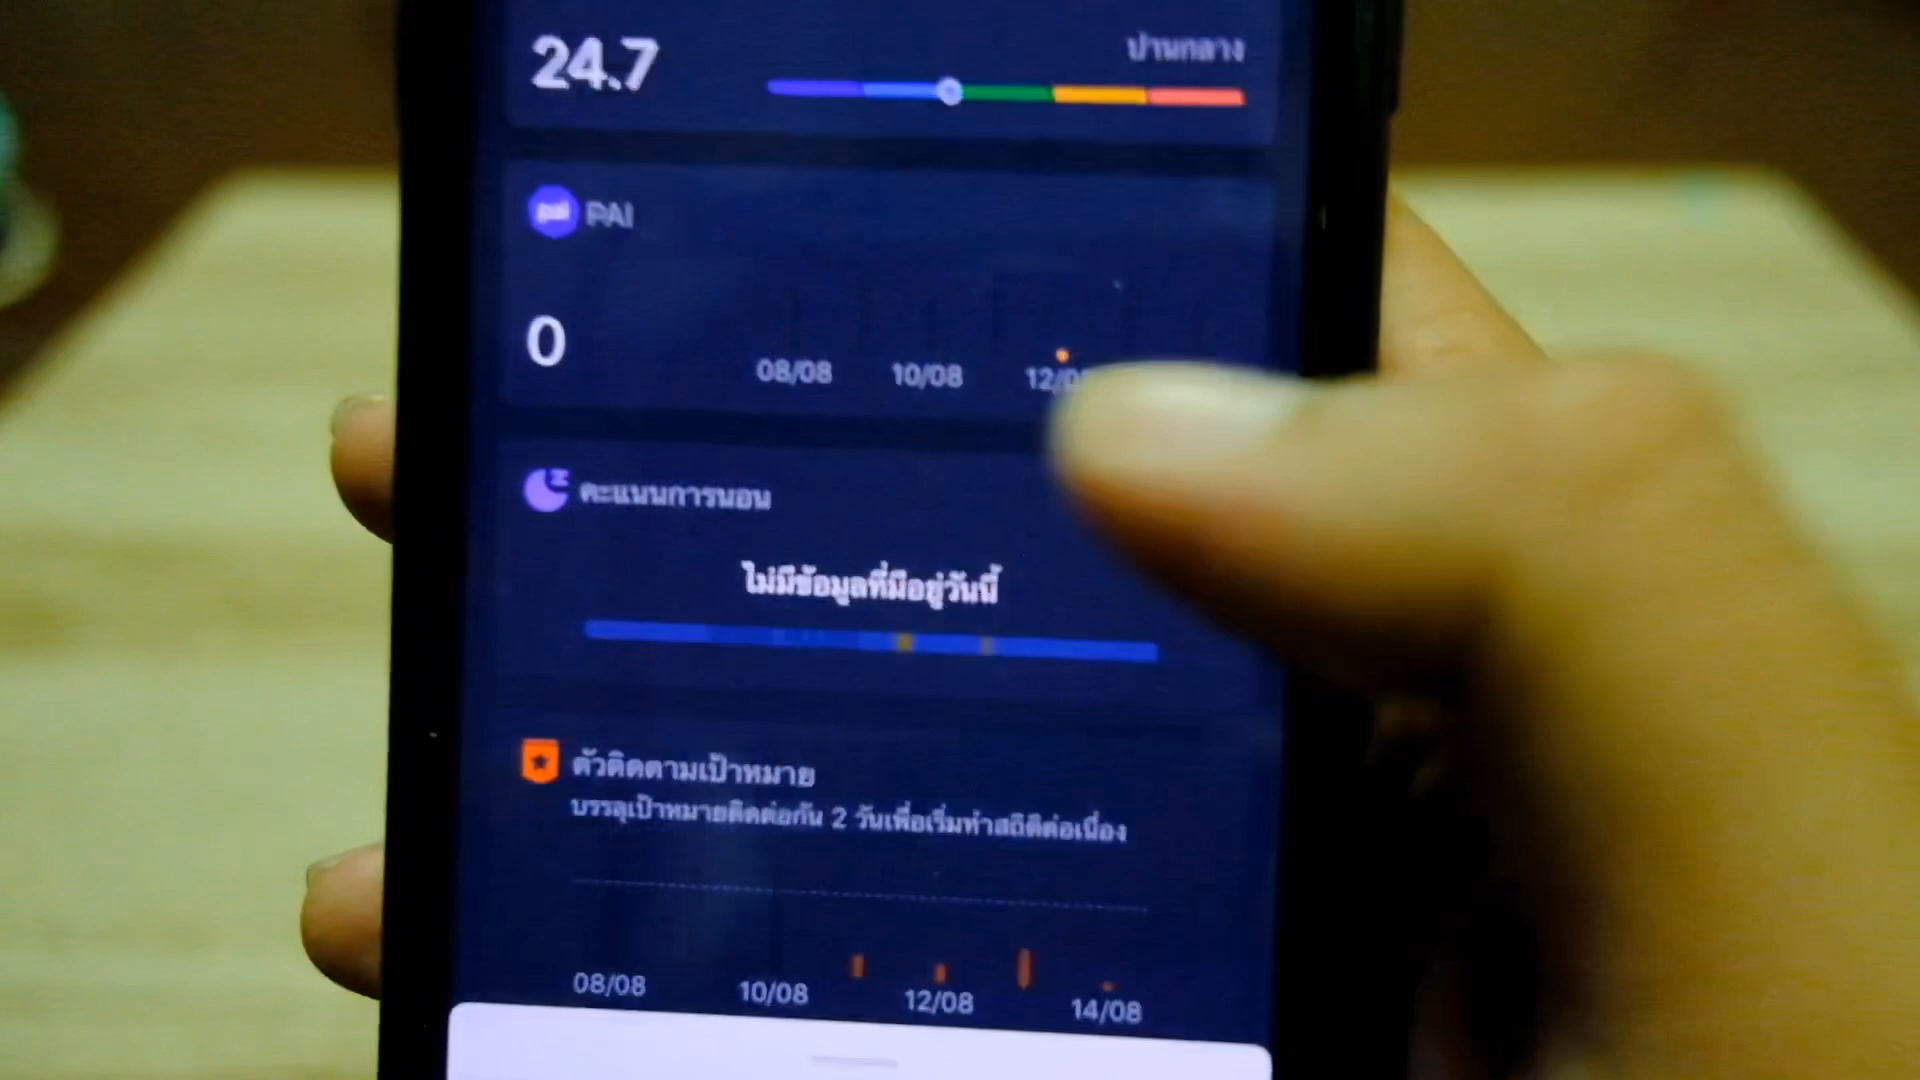 24.7
ปานกลาง
pai PAI
0
08/08 10/08
คะแนนการนอน
ไม่มีข้อมูลที่มีอยู่วันนี้
ตัวติดตามเป้าหมาย
บรรลุเป้าหมายติดต่อกัน 2 วันเพื่อเริ่มทำสถิติต่อเนื่อง
08/08 10/08 12/08 14/08